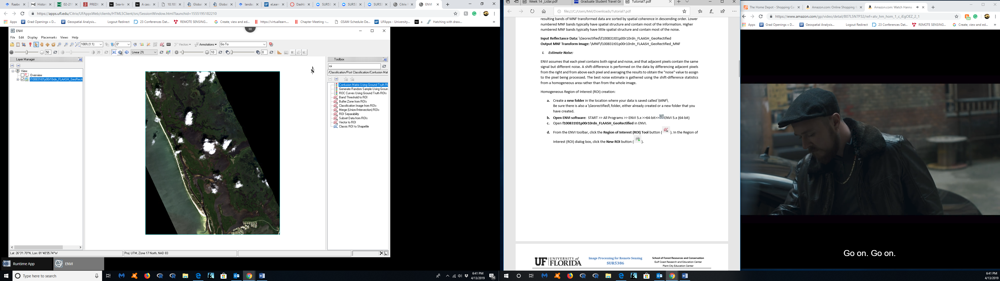 Raabe
Histori
02-211
PREDI
Sea-le
A casu
10.100
Global
Global
landsc
eLearn
Dashb
SUR53
SUR53
SUR53
Citrix R
ENVI
https://apps.ufl.edu/Citrix/UFAppsWeb/clients/HTML5Client/src/SessionWindow.html?launchid=1555195182210
Apps
Grad Openings » D...
Geospatial Analysis...
Logout Redirect
23 Conferences Dat...
REMOTE SENSING...
Create, view and ed...
https://virtuallearn...
Chapter Meeting –...
GSAW-Schedule-De...
UFApps - University...
a
Hatching with draw...
ENVI
File Edit Display Placemarks Views Help
100% (1:1)
0°
Vectors
Annotations
Go To
50
20
Linear 2%
10
0
Layer Manager
View
Overview
f100831t01p00r10rdn_FLAASH_GeoRecti
N
Toolbox
roi
/Classification/Post Classification/Confusion Mat
Confusion Matrix Using Ground Truth RO
Generate Random Sample Using Groun
ROC Curves Using Ground Truth ROIs
Band Threshold to ROI
Buffer Zone from ROIs
Classification Image from ROIs
Merge (Union/Intersection) ROIs
ROI Separability
Subset Data from ROIs
Vector to ROI
Classic ROI to Shapefile
Lat: 26°3'1.70"N, Lon: 81°40'35.74"W
Proj: UTM, Zone 17 North, NAD 83
Runtime App
ENVI
Type here to search
6:41 PM
4/13/2019
14
Week 14 _Lidar.pdf
Graduate Student Travel Gr
Tutorial7.pdf
file:///C:/Users/Mel/Downloads/Tutorial7.pdf
resulting bands of MNF transformed data are sorted by spatial coherence in descending order. Lower
numbered MNF bands typically have spatial structure and contain most of the information. Higher
numbered MNF bands typically have little spatial structure and contain most of the noise.
Input Reflectance Data: \Georectified\f100831t01p00r10rdn_FLAASH_GeoRectified
Output MNF Transform Image: \MNF\f100831t01p00r10rdn_FLAASH_GeoRectified_MNF
I. Estimate Noise:
ENVI assumes that each pixel contains both signal and noise, and that adjacent pixels contain the same
signal but different noise. A shift-difference is performed on the data by differencing adjacent pixels
from the right and from above each pixel and averaging the results to obtain the "noise" value to assign
to the pixel being processed. The best noise estimate is gathered using the shift-difference statistics
from a homogeneous area rather than from the whole image.
Homogeneous Region of Interest (ROI) creation:
a. Create a new folder in the location where your data is saved called \MNF\
Be sure there is also a \Georectified\ folder, either already created or a new folder that you
have created.
b. Open ENVI software: START >> All Programs >> ENVI 5.x >>64-bit>> ENVI 5.x (64-bit)
c. Open f100831t01p00r10rdn_FLAASH_GeoRectified in ENVI.
d. From the ENVI toolbar, click the Region of Interest (ROI) Tool button ( ). In the Region of
Interest (ROI) dialog box, click the New ROI button ( ).
UF UNIVERSITY of
FLORIDA
Image Processing for Remote Sensing
SUR5386
School of Forest Resources and Conservation
Gulf Coast Research and Education Center
Plant City Education Center
The Home Depot - Shopping Ca
Amazon.com: Online Shopping f
Amazon.com: Watch Hanna
https://www.amazon.com/gp/video/detail/B07L5N7P32/ref=atv_hm_hom_1_c_iEgOEZ_2_1
24
Apps
Grad Openings » D...
Geospatial Analysis...
Logout Redirect
23 Conferences Dat...
REMOTE SENSING...
Create, view and ed...
Go on. Go on.
6:41 PM
4/13/2019